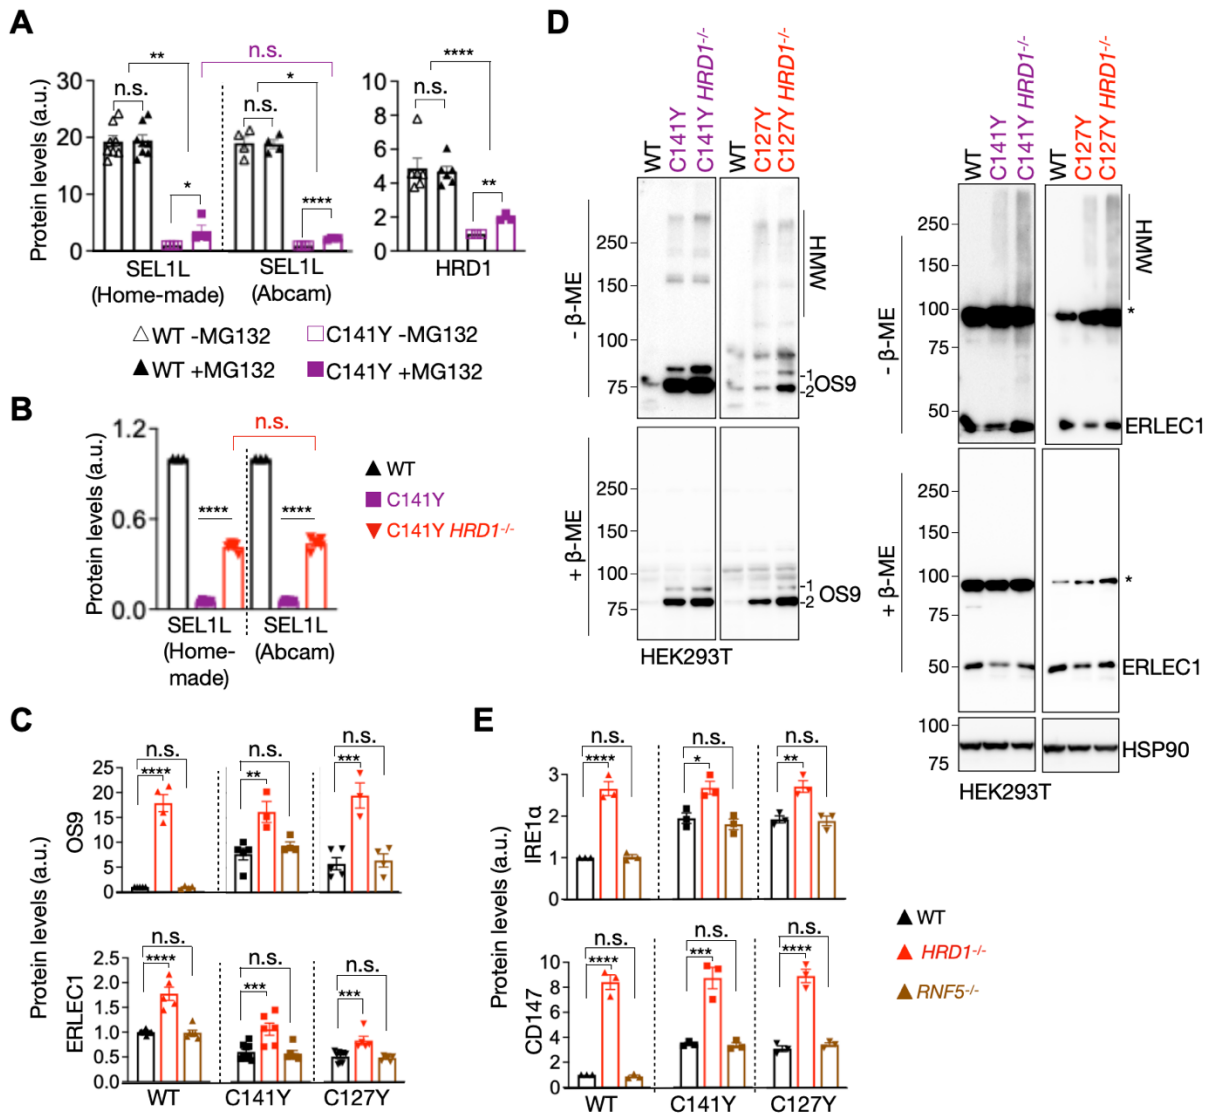 A
Protein levels (a.u.)
30
20
10
0
**
n.s.
n.s.
*
n.s.
*
****
SEL1L
(Home-made)
SEL1L
(Abcam)
10
8
6
4
2
0
****
n.s.
**
HRD1
WT -MG132
C141Y -MG132
WT +MG132
C141Y +MG132
B
Protein levels (a.u.)
1.2
0.6
0.0
n.s.
****
****
SEL1L
(Home-
made)
SEL1L
(Abcam)
WT
C141Y
C141Y HRD1-/-
C
Protein levels (a.u.)
OS9
25
20
15
10
5
0
n.s.
****
n.s.
**
n.s.
***
ERLEC1
2.5
2.0
1.5
1.0
0.5
0.0
n.s.
****
n.s.
***
n.s.
***
WT
C141Y
C127Y
D
WT
C141Y
C141Y HRD1-/-
WT
C127Y
C127Y HRD1-/-
- β-ME
250
150
100
75
HMW
-1
-2
OS9
+ β-ME
250
150
100
75
-1
-2
OS9
HEK293T
WT
C141Y
C141Y HRD1-/-
WT
C127Y
C127Y HRD1-/-
- β-ME
250
150
100
75
50
HMW
*
ERLEC1
+ β-ME
250
150
100
75
50
*
ERLEC1
100
75
HSP90
HEK293T
E
Protein levels (a.u.)
IRE1α
3
2
1
0
n.s.
****
n.s.
*
n.s.
**
CD147
10
8
6
4
2
0
n.s.
****
n.s.
***
n.s.
****
WT
C141Y
C127Y
WT
HRD1-/-
RNF5-/-